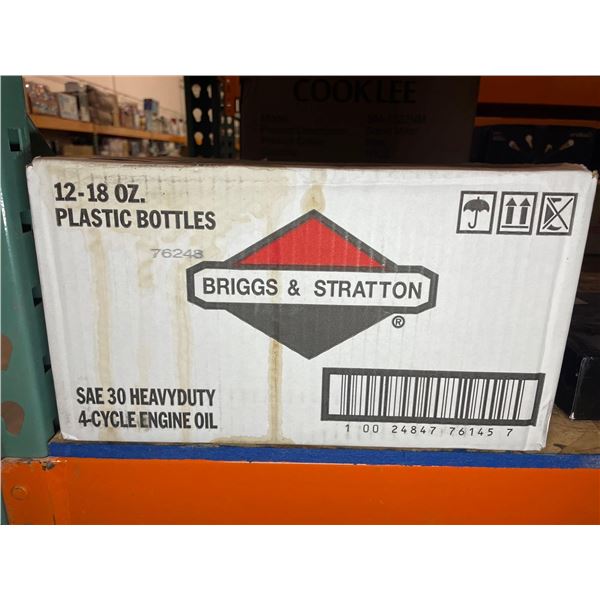 COOKLEE
12-18 OZ.
PLASTIC BOTTLES
76248
BRIGGS & STRATTON
®
SAE 30 HEAVYDUTY
4-CYCLE ENGINE OIL
1 00 24847 76145 7